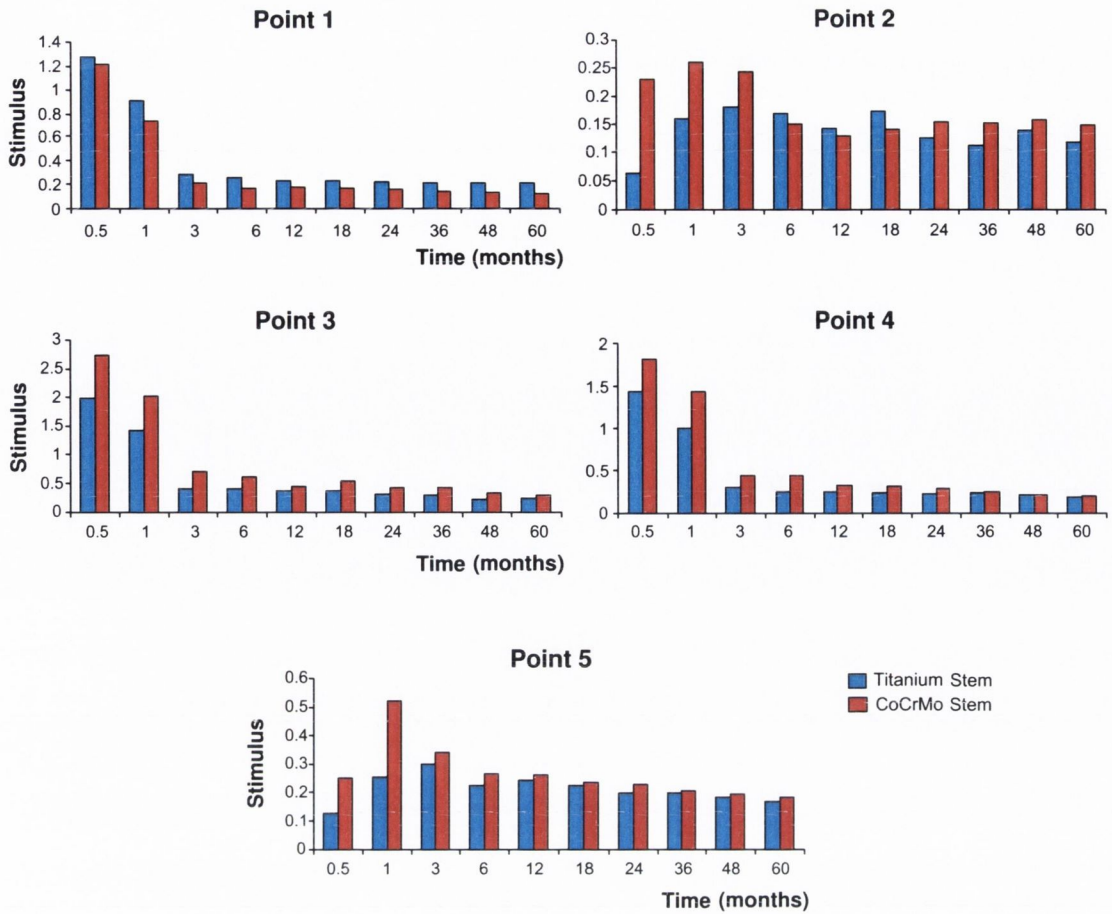 Point 1
Stimulus
1.4
1.2
1
0.8
0.6
0.4
0.2
0
0.5 1 3 6 12 18 24 36 48 60
Time (months)
Point 2
0.3
0.25
0.2
0.15
0.1
0.05
0
0.5 1 3 6 12 18 24 36 48 60
Point 3
Stimulus
3
2.5
2
1.5
1
0.5
0
0.5 1 3 6 12 18 24 36 48 60
Time (months)
Point 4
2
1.5
1
0.5
0
0.5 1 3 6 12 18 24 36 48 60
Point 5
Stimulus
0.6
0.5
0.4
0.3
0.2
0.1
0
0.5 1 3 6 12 18 24 36 48 60
Time (months)
Titanium Stem
CoCrMo Stem